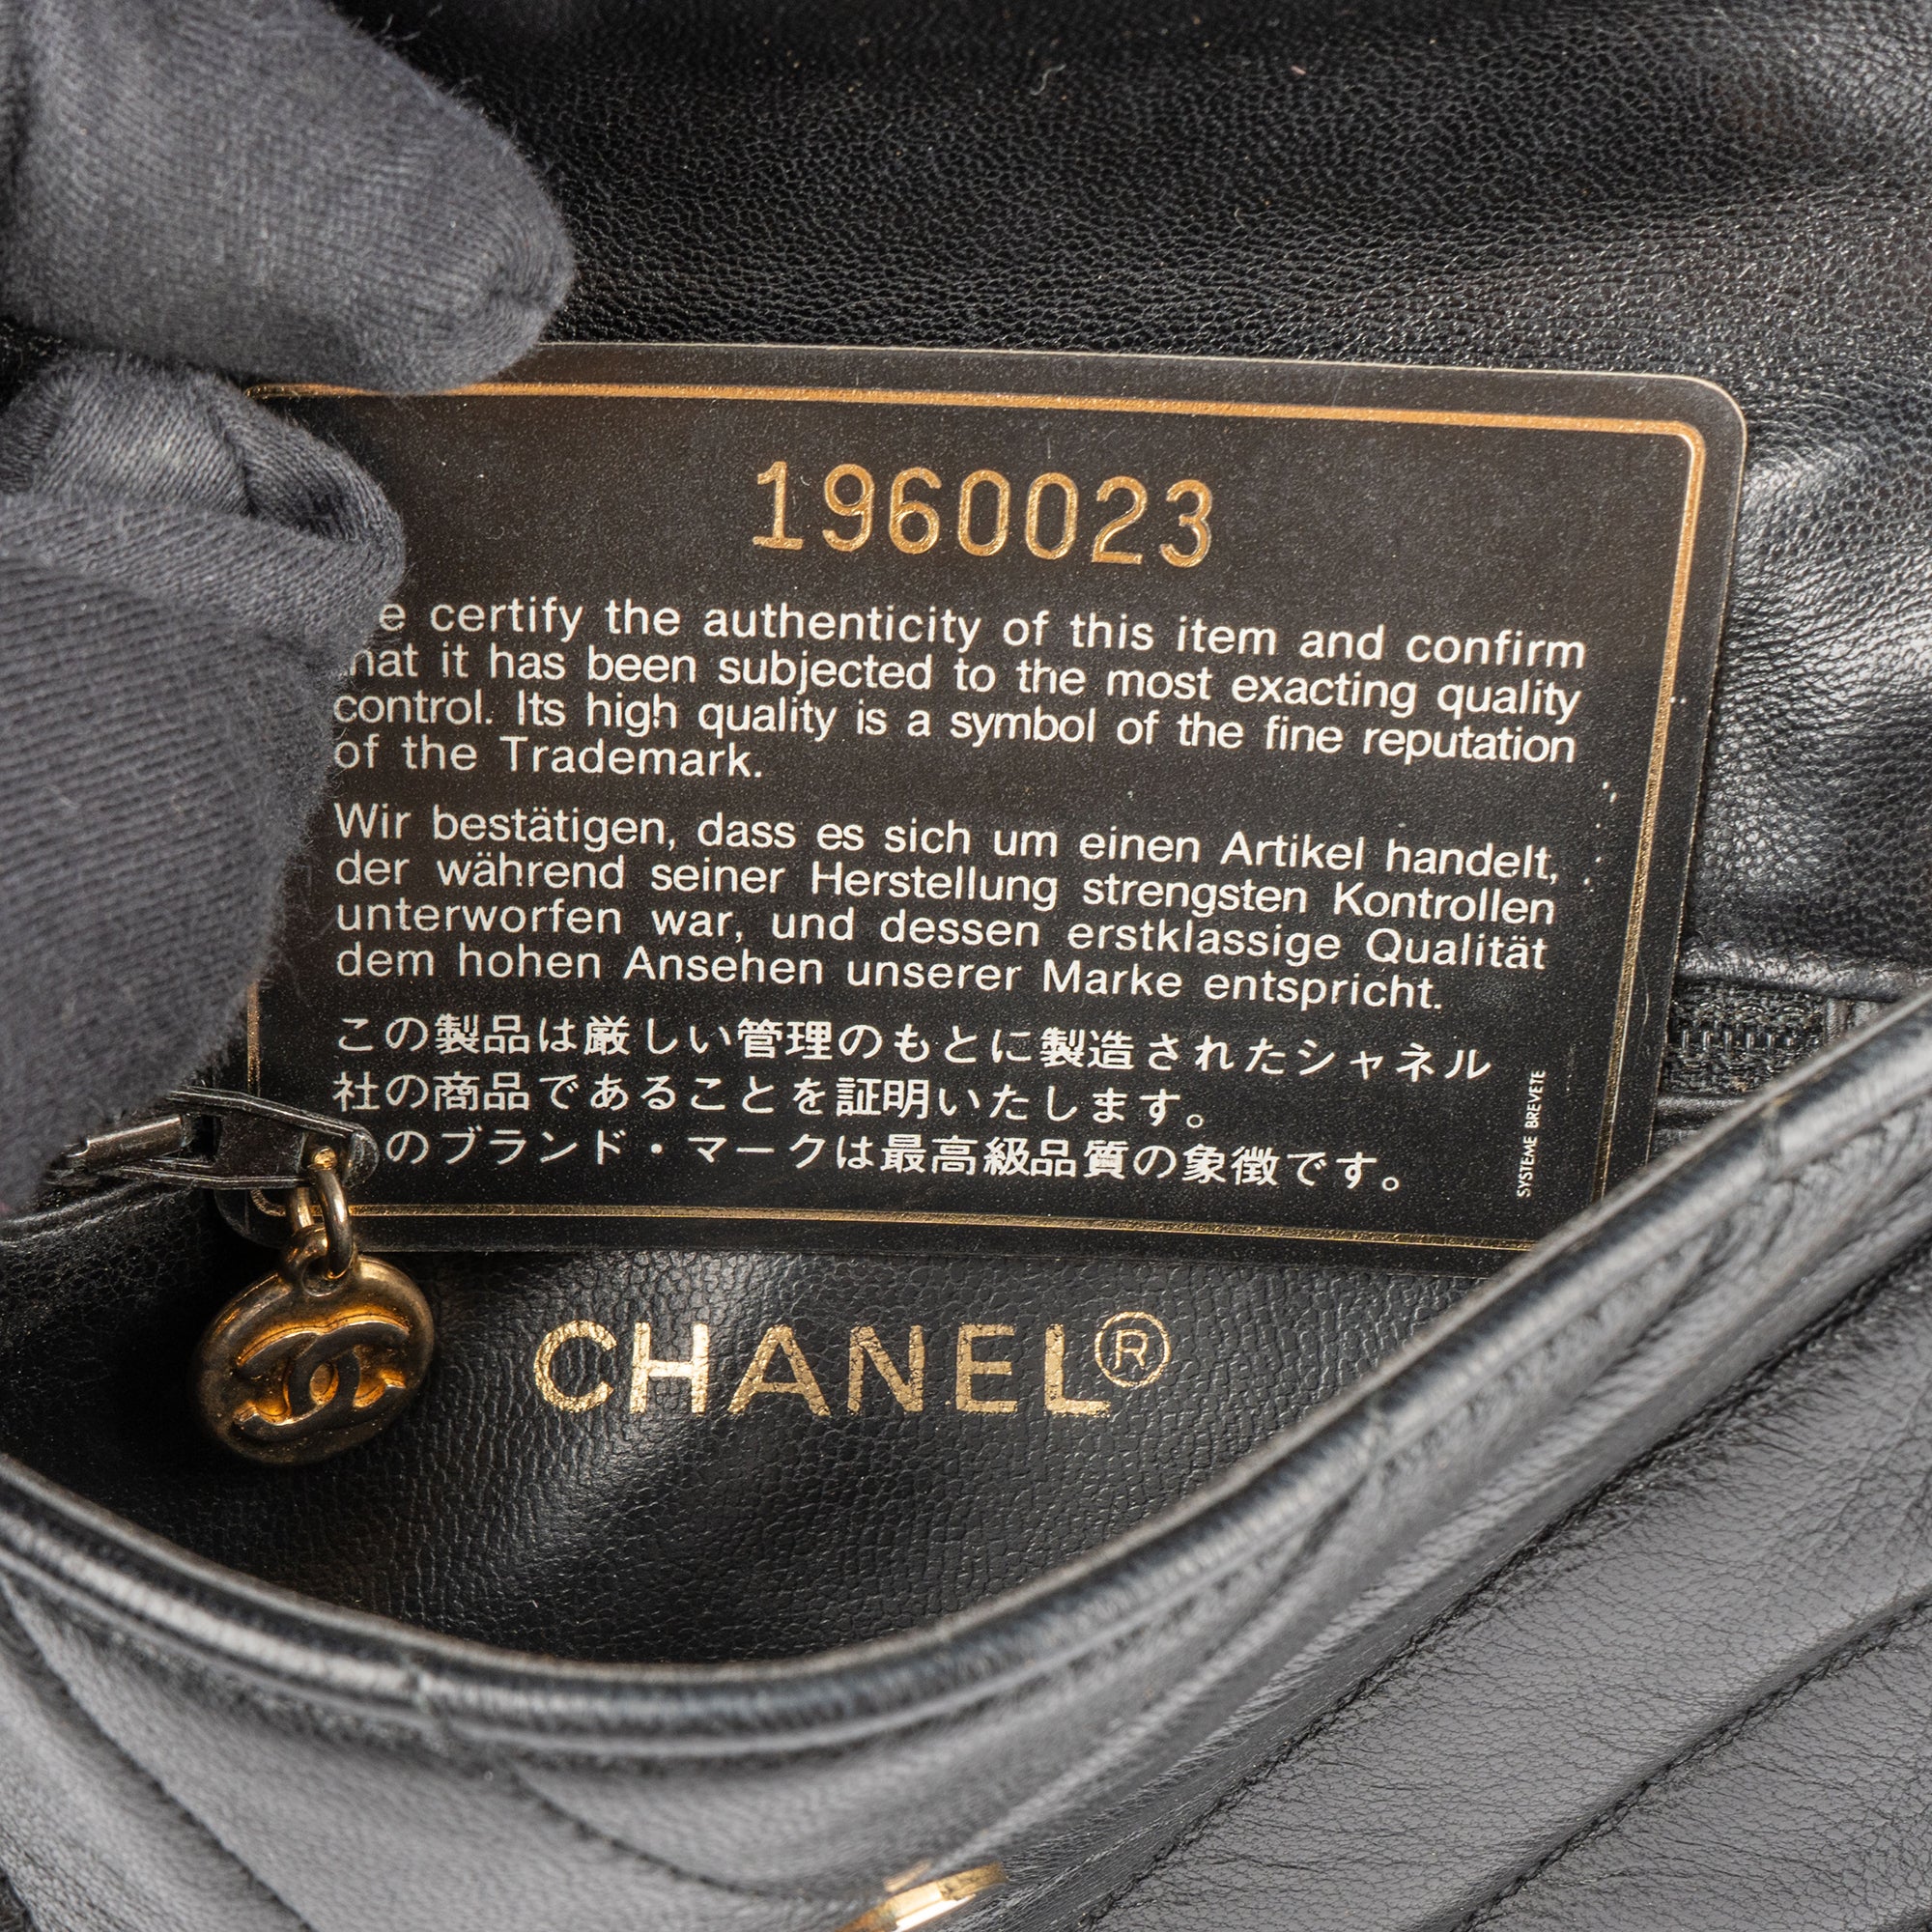 1960023
certify the authenticity of this item and confirm
it has been subjected to the most exacting quality
control. Its high quality is a symbol of the fine reputation
of the Trademark.
Wir bestätigen, dass es sich um einen Artikel handelt,
der während seiner Herstellung strengsten Kontrollen
unterworfen war, und dessen erstklassige Qualität
dem hohen Ansehen unserer Marke entspricht.
この製品は厳しい管理のもとに製造されたシャネル
社の商品であることを証明いたします。
のブランド・マークは最高級品質の象徴です。
SYSTEME BREVETE
CHANEL®